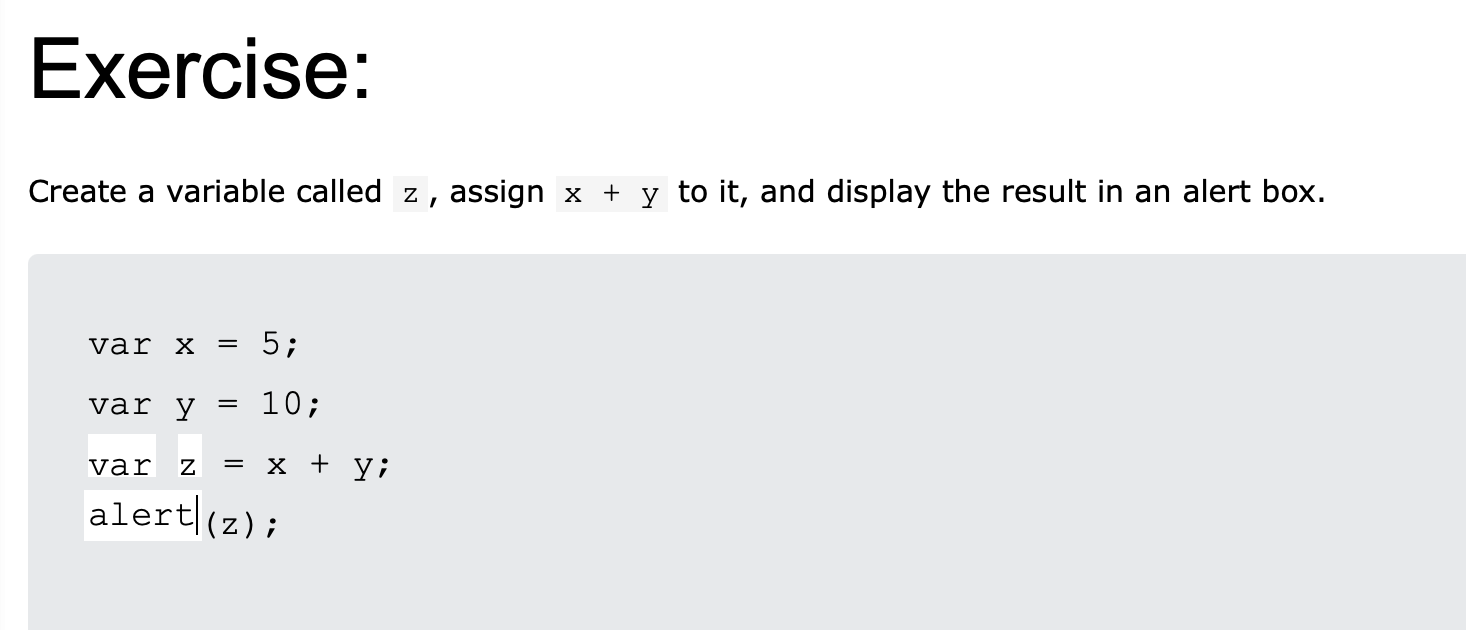 Exercise:
Create a variable called z, assign x + y to it, and display the result in an alert box.
var x = 5;
var y = 10;
var z = x + y;
alert(z);